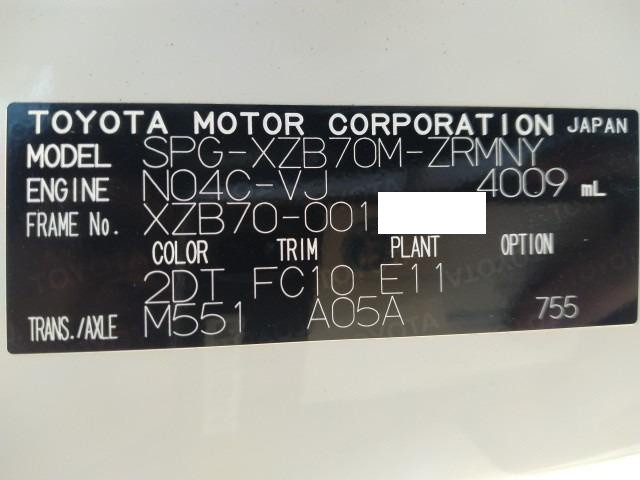 TOYOTA MOTOR CORPORATION JAPAN
MODEL SPG-XZB70M-ZRMNY
ENGINE N04C-VJ 4009 mL
FRAME No. XZB70-001
COLOR TRIM PLANT OPTION
2DT FC10 E11
TRANS./AXLE M551 A05A 755